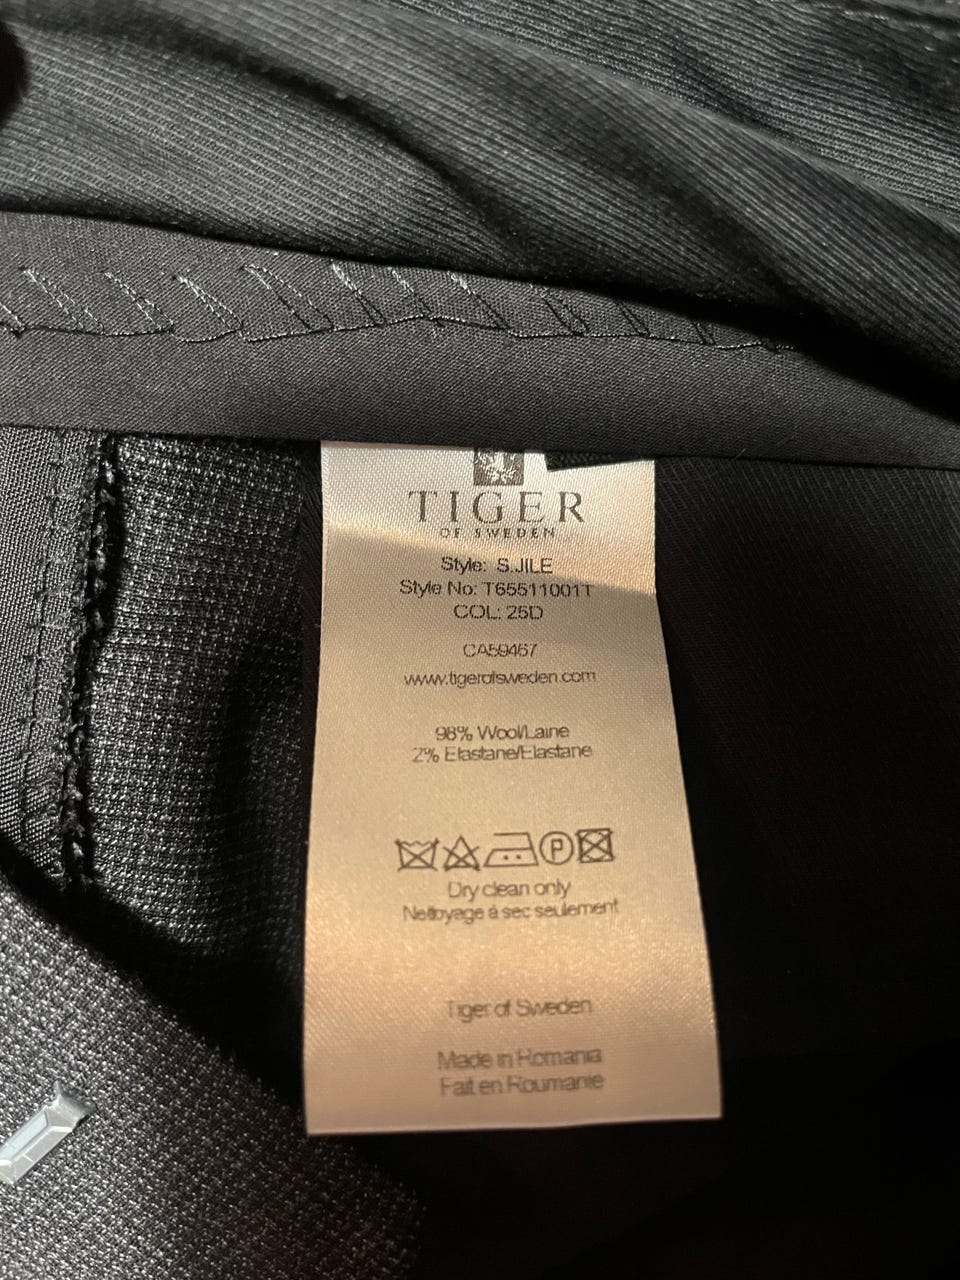 TIGER
OF SWEDEN
Style: S.JILE
Style No: T65511001T
COL: 25D
CA59467
www.tigerofsweden.com
98% Wool/Laine
2% Elastane/Elastane
P
Dry clean only
Nettoyage á sec seulement
Tiger of Sweden
Made in Romania
Fait en Roumanie